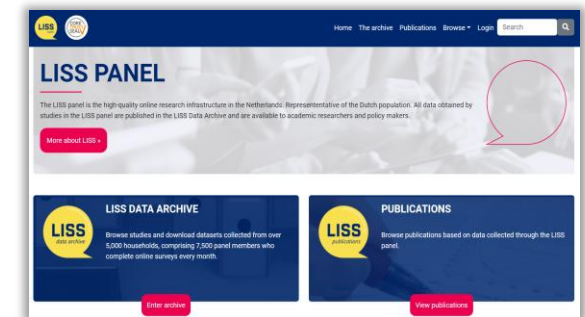 LISS
CORE TRUST SEAL
Home The archive Publications Browse Login Search
LISS PANEL
The LISS panel is the high-quality online research infrastructure in the Netherlands. Represententative of the Dutch population. All data obtained by
studies in the LISS panel are published in the LISS Data Archive and are available to academic researchers and policy makers.
More about LISS »
LISS
data archive
LISS DATA ARCHIVE
Browse studies and download datasets collected from over
5,000 households, comprising 7,500 panel members who
complete online surveys every month.
Enter archive
LISS
publications
PUBLICATIONS
Browse publications based on data collected through the LISS
panel.
View publications